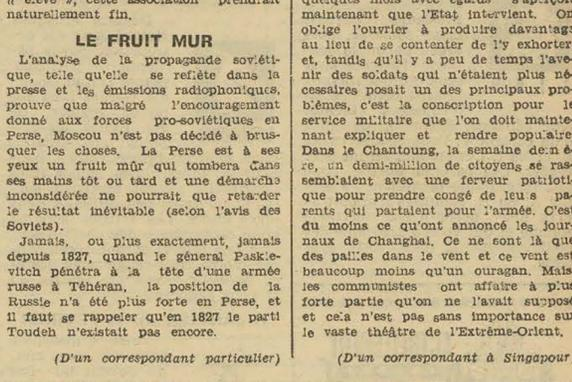 « élève », cette association prendrait
naturellement fin.
LE FRUIT MUR
L'analyse de la propagande soviéti-
que, telle qu'elle se reflète dans la
presse et les émissions radiophoniques,
prouve que malgré l'encouragement
donné aux forces pro-soviétiques en
Perse, Moscou n'est pas décidé à brus-
quer les choses. La Perse est à ses
yeux un fruit mûr qui tombera dans
ses mains tôt ou tard et une démarche
inconsidérée ne pourrait que retarder
le résultat inévitable (selon l'avis des
Soviets).
Jamais, ou plus exactement, jamais
depuis 1827, quand le général Paskie-
vitch pénétra à la tête d'une armée
russe à Téhéran, la position de la
Russie n'a été plus forte en Perse, et
il faut se rappeler qu'en 1827 le parti
Toudeh n'existait pas encore.
(D'un correspondant particulier)
maintenant que l'Etat intervient. On
oblige l'ouvrier à produire davantage
au lieu de se contenter de l'y exhorter
et, tandis qu'il y a peu de temps l'ave-
nir des soldats qui n'étaient plus né-
cessaires posait un des principaux pro-
blèmes, c'est la conscription pour le
service militaire que l'on doit mainte-
nant expliquer et rendre populaire.
Dans le Chantoung, la semaine derniè-
re, un demi-million de citoyens se ras-
semblaient avec une ferveur patrioti-
que pour prendre congé de leurs pa-
rents qui partaient pour l'armée. C'est
du moins ce qu'ont annoncé les jour-
naux de Changhaï. Ce ne sont là que
des pailles dans le vent et ce vent est
beaucoup moins qu'un ouragan. Mais
les communistes ont affaire à plus
forte partie qu'on ne l'avait supposé
et cela n'est pas sans importance sur
le vaste théâtre de l'Extrême-Orient.
(D'un correspondant à Singapour